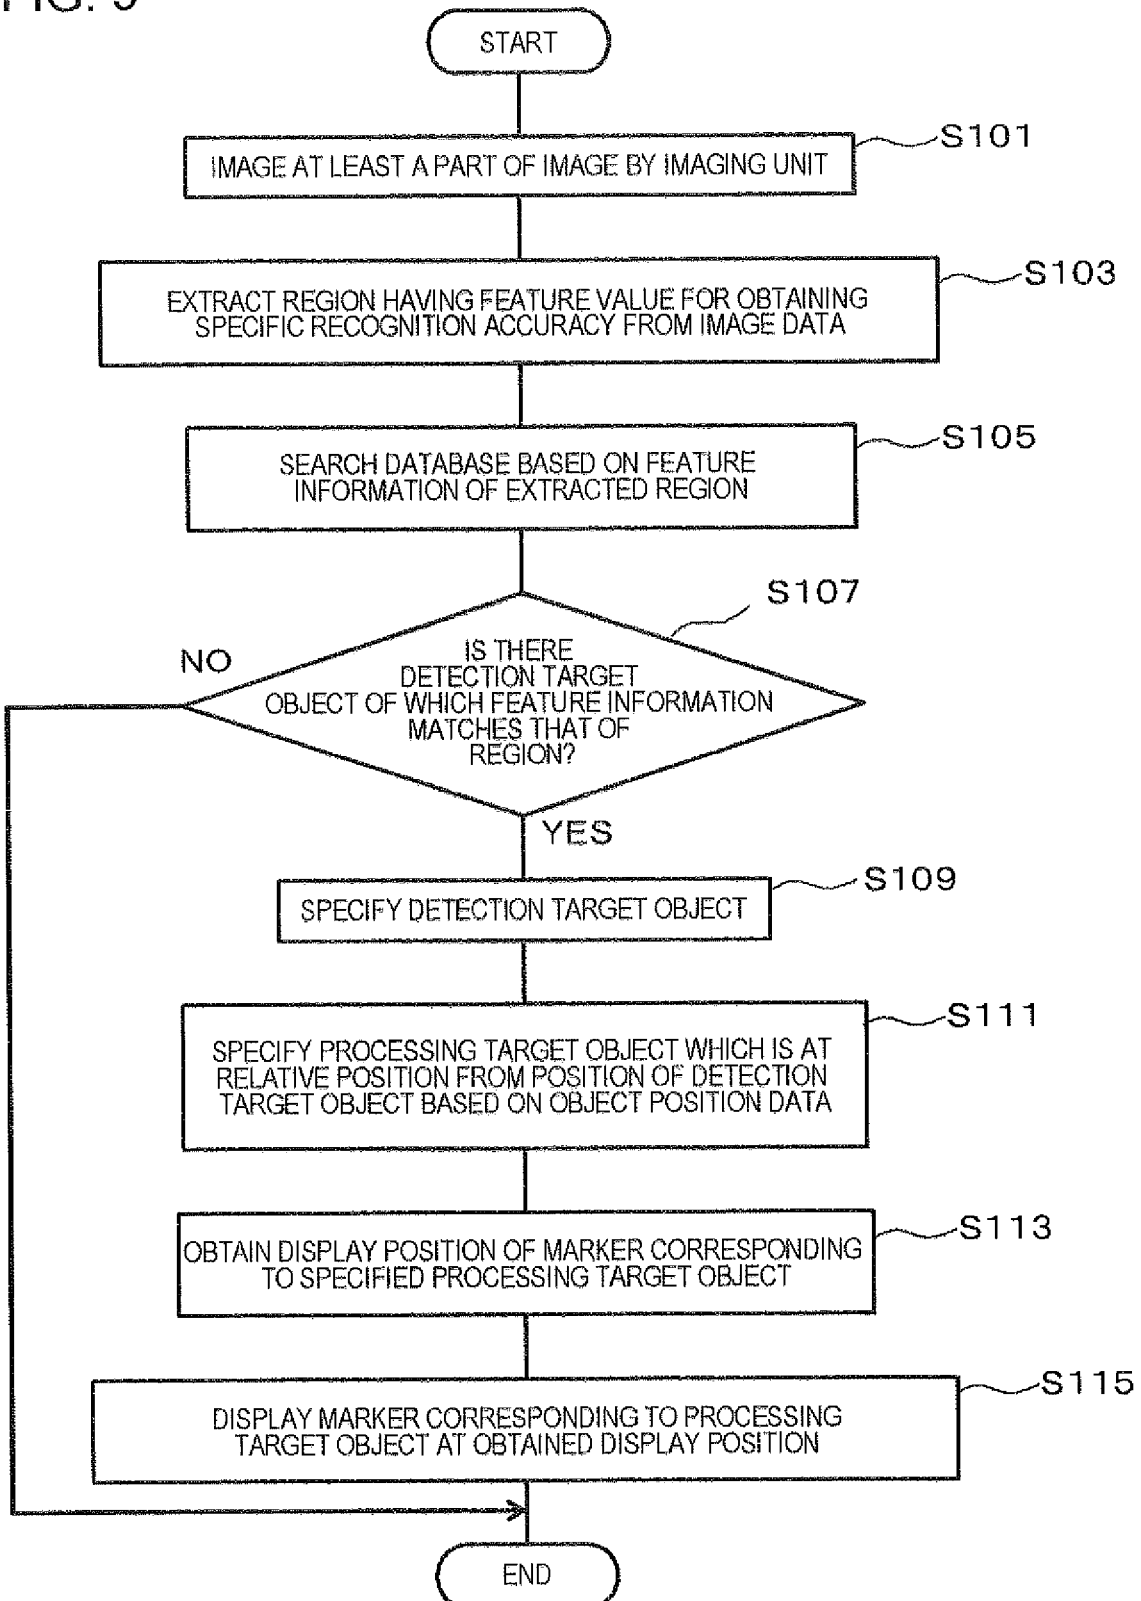 FIG.
START
S101
IMAGE AT LEAST A PART OF IMAGE BY IMAGING UNIT
S103
EXTRACT REGION HAVING FEATURE VALUE FOR OBTAINING
SPECIFIC RECOGNITION ACCURACY FROM IMAGE DATA
S105
SEARCH DATABASE BASED ON FEATURE
INFORMATION OF EXTRACTED REGION
S107
NO
IS THERE
DETECTION TARGET
OBJECT OF WHICH FEATURE INFORMATION
MATCHES THAT OF
REGION?
YES
S109
SPECIFY DETECTION TARGET OBJECT
S111
SPECIFY PROCESSING TARGET OBJECT WHICH IS AT
RELATIVE POSITION FROM POSITION OF DETECTION
TARGET OBJECT BASED ON OBJECT POSITION DATA
S113
OBTAIN DISPLAY POSITION OF MARKER CORRESPONDING
TO SPECIFIED PROCESSING TARGET OBJECT
S115
DISPLAY MARKER CORRESPONDING TO PROCESSING
TARGET OBJECT AT OBTAINED DISPLAY POSITION
END